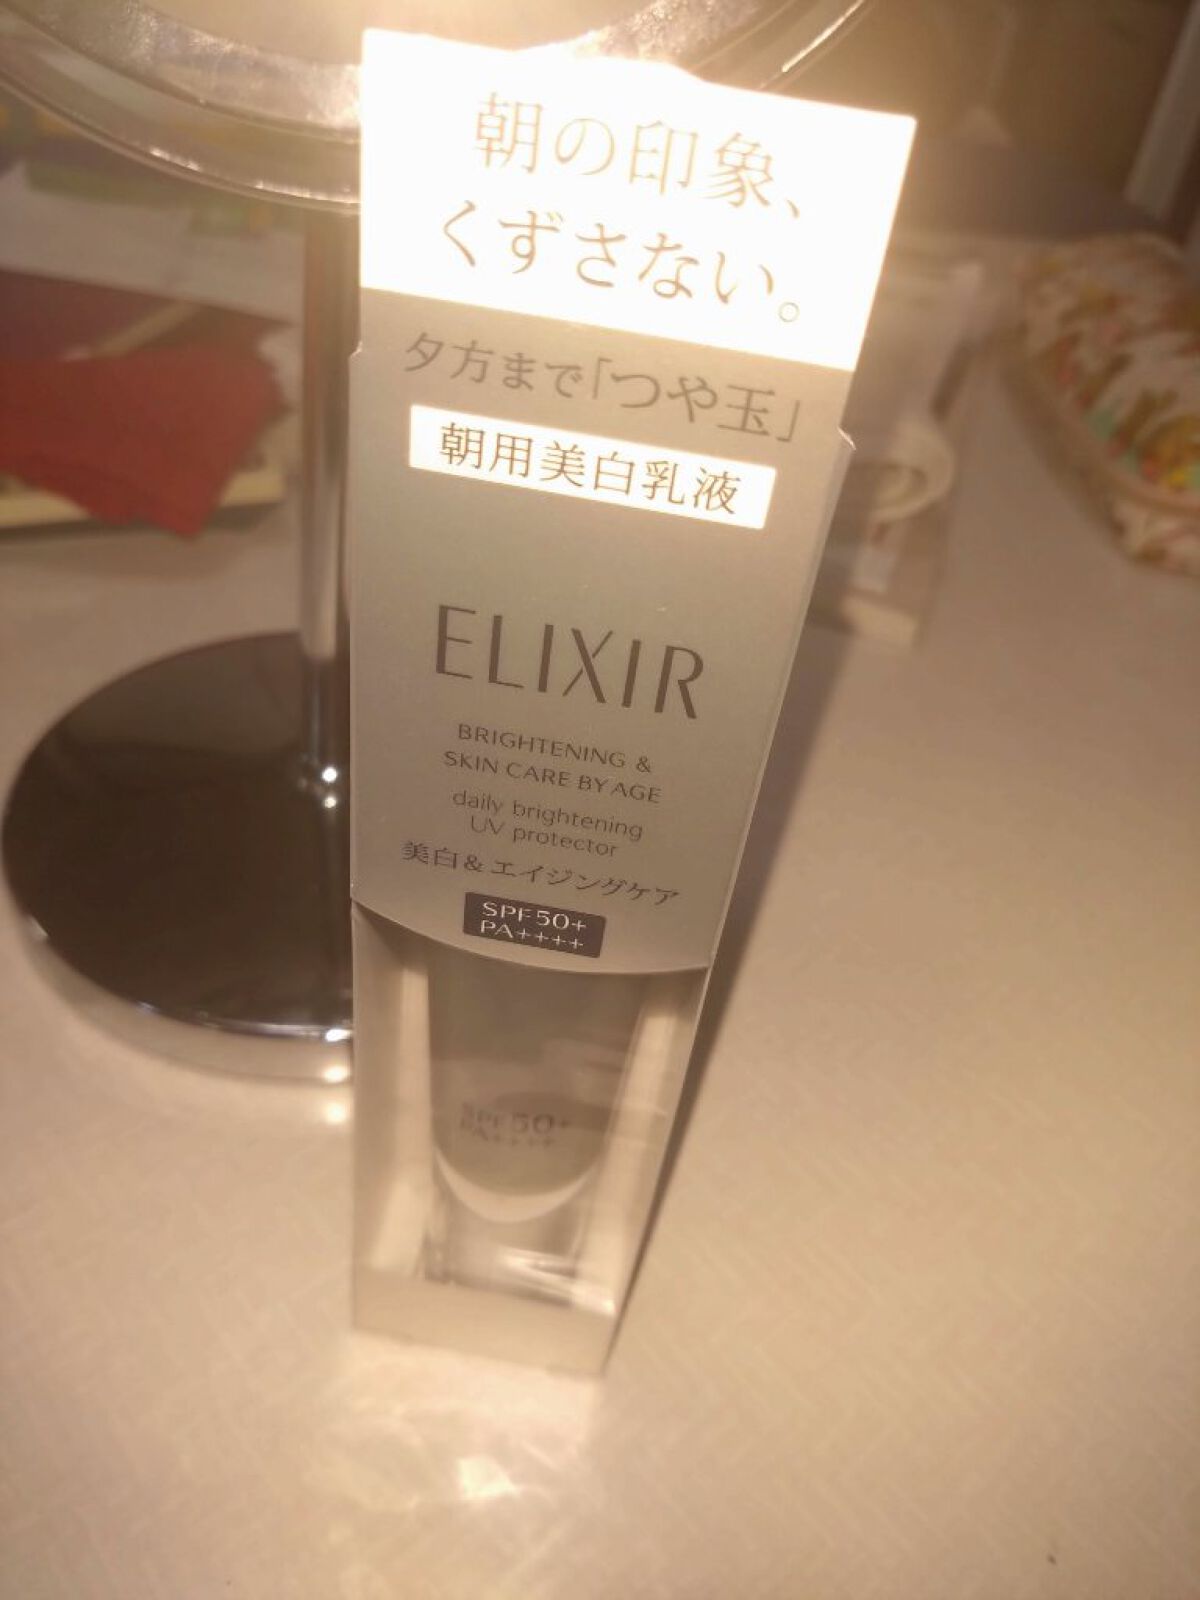 朝の印象、
くずさない。
夕方まで「つや玉」
朝用美白乳液
ELIXIR
BRIGHTENING &
SKIN CARE BY AGE
daily brightening
UV protector
美白&エイジングケア
SPF50+
PA++++
SPF50+
PA++++